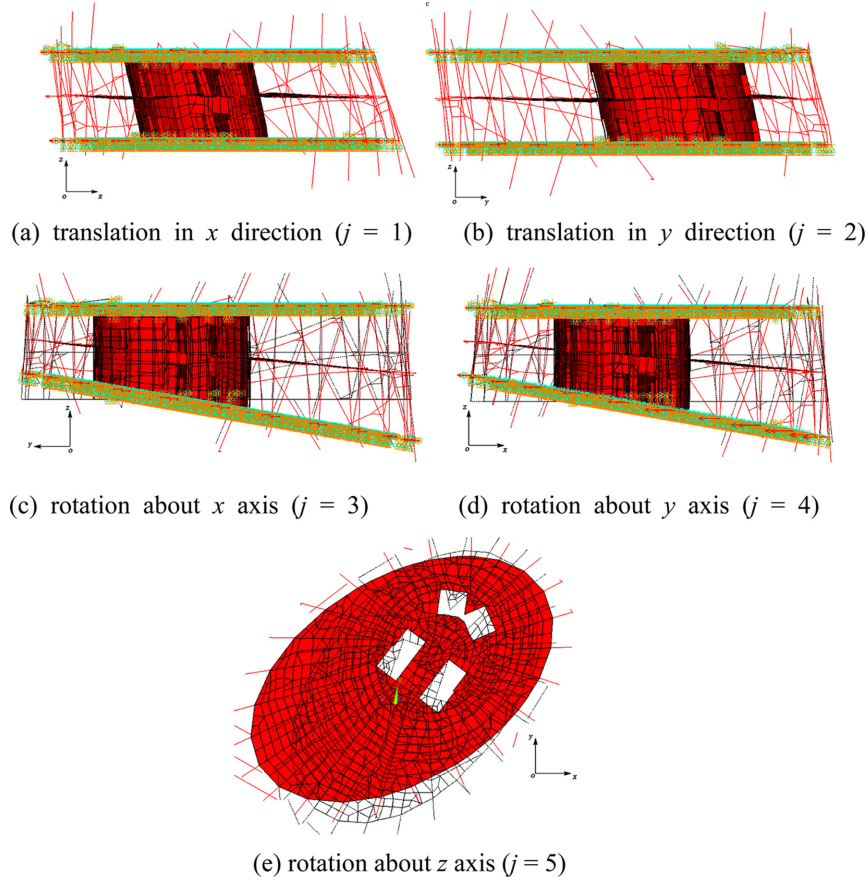 z
o
x
(a) translation in x direction (j = 1)
z
o
y
(b) translation in y direction (j = 2)
z
y
o
(c) rotation about x axis (j = 3)
z
o
x
(d) rotation about y axis (j = 4)
y
o
x
(e) rotation about z axis (j = 5)